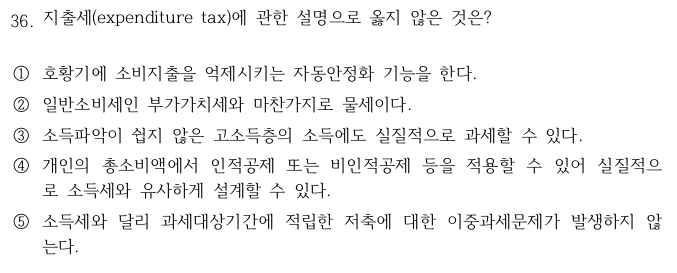 36. 지출세(expenditure tax)에 관한 설명으로 옳지 않은 것은?
① 호황기에 소비지출을 억제시키는 자동안정화 기능을 한다.
② 일반소비세인 부가가치세와 마찬가지로 물세이다.
③ 소득파악이 쉽지 않은 고소득층의 소득에도 실질적으로 과세할 수 있다.
④ 개인의 총소비액에서 인적공제 또는 비인적공제 등을 적용할 수 있어 실질적으
로 소득세와 유사하게 설계할 수 있다.
⑤ 소득세와 달리 과세대상기간에 적립한 저축에 대한 이중과세문제가 발생하지 않
는다.